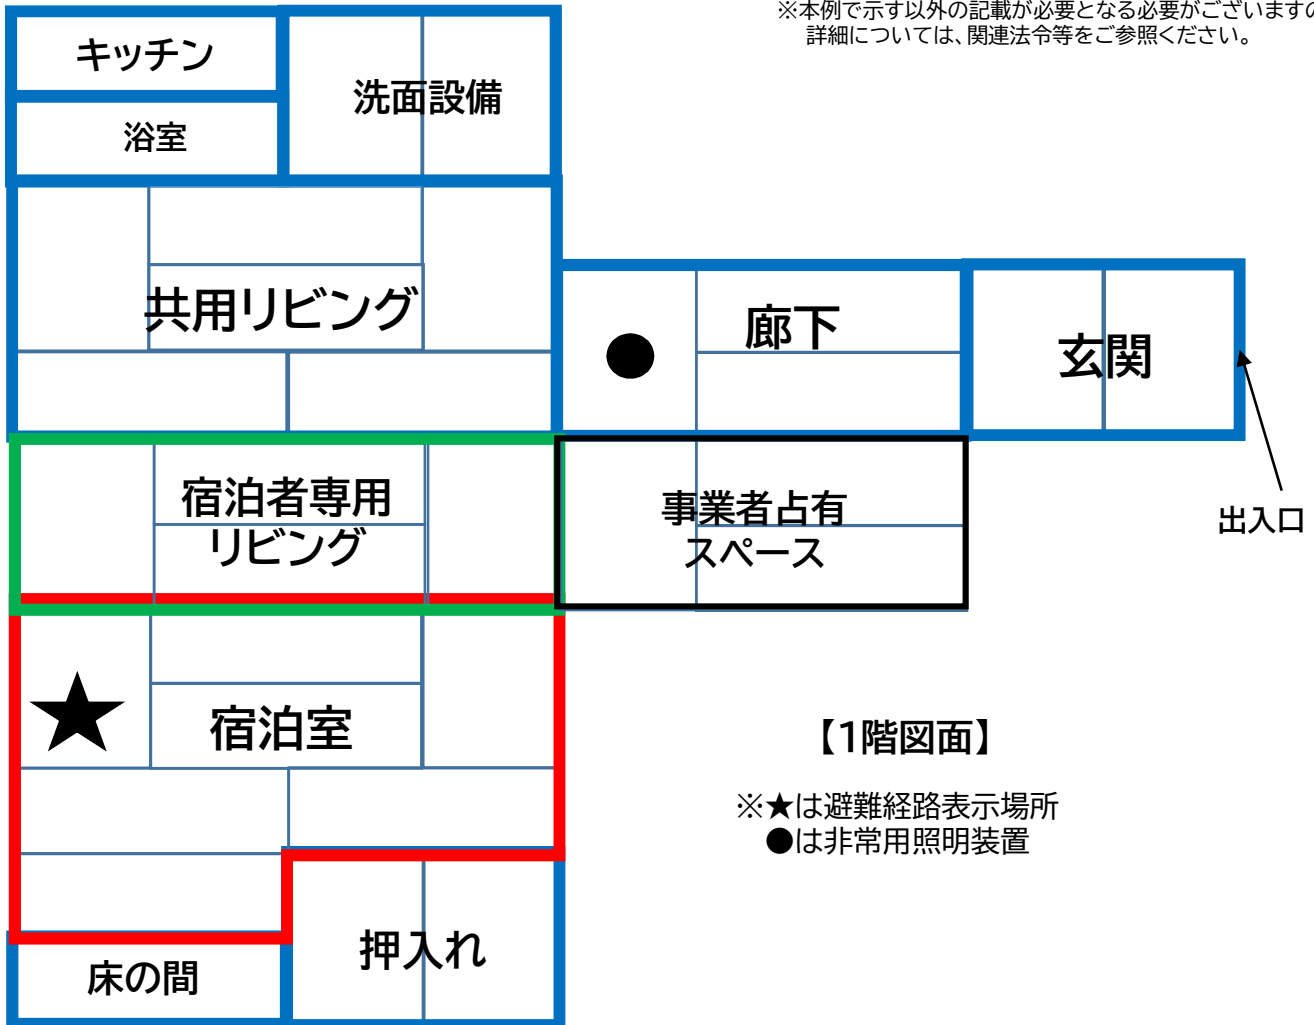 ※本例で示す以外の記載が必要となる必要がございますの
詳細については、関連法令等をご参照ください。
キッチン
洗面設備
浴室
共用リビング
廊下
玄関
宿泊者専用
リビング
事業者占有
スペース
出入口
宿泊室
【1階図面】
※★は避難経路表示場所
●は非常用照明装置
押入れ
床の間